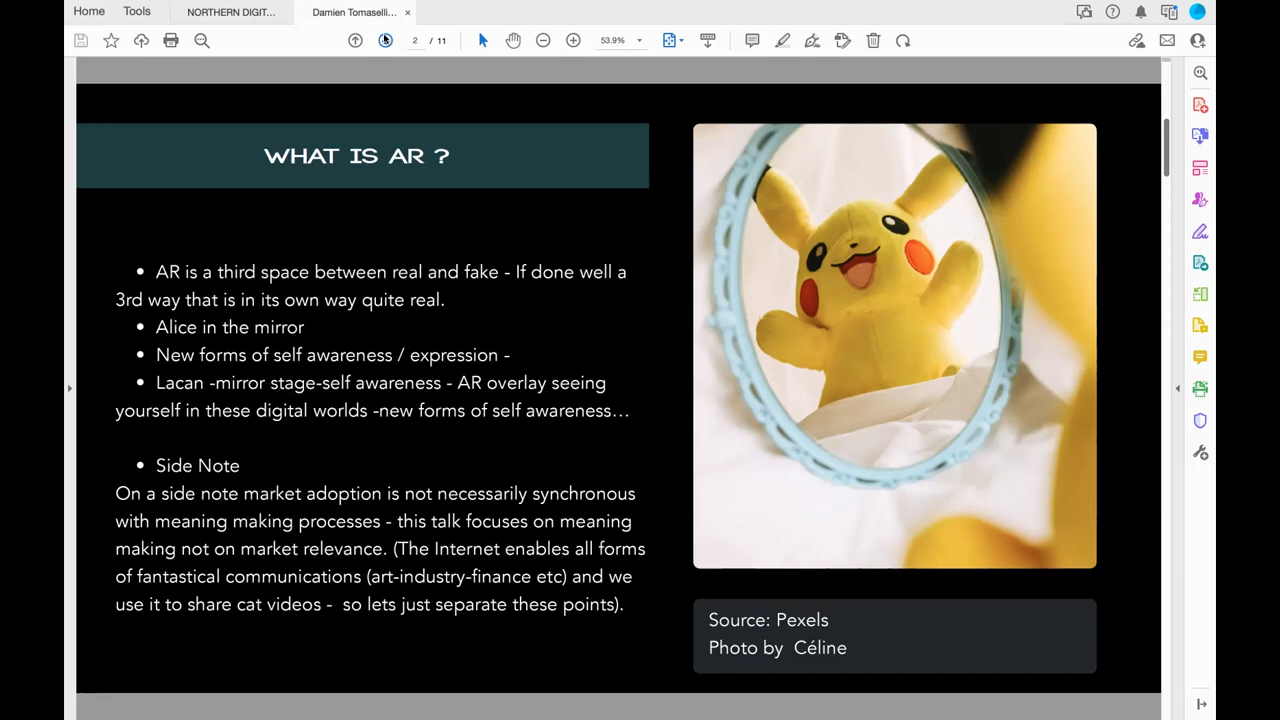 Home
Tools
NORTHERN DIGIT...
Damien Tomaselli...
2 / 11
53.9%
WHAT IS AR ?
• AR is a third space between real and fake - If done well a
3rd way that is in its own way quite real.
• Alice in the mirror
• New forms of self awareness / expression -
• Lacan -mirror stage-self awareness - AR overlay seeing
yourself in these digital worlds -new forms of self awareness…
• Side Note
On a side note market adoption is not necessarily synchronous
with meaning making processes - this talk focuses on meaning
making not on market relevance. (The Internet enables all forms
of fantastical communications (art-industry-finance etc) and we
use it to share cat videos - so lets just separate these points).
Source: Pexels
Photo by Céline